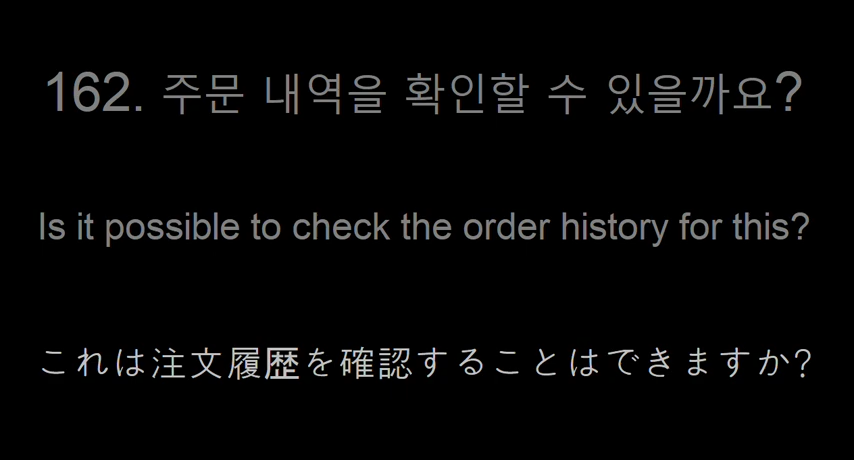 162. 주문 내역을 확인할 수 있을까요?
Is it possible to check the order history for this?
これは注文履歴を確認することはできますか?